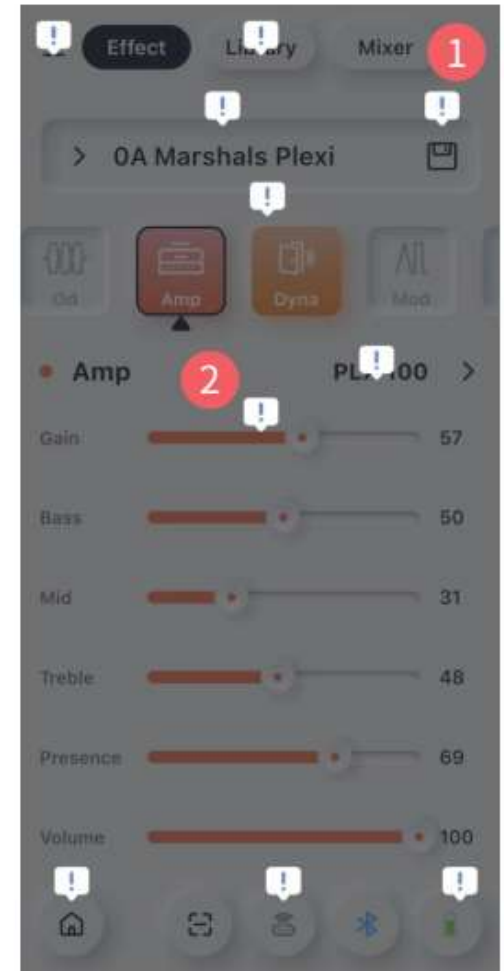 Effect Library Mixer 1
> 0A Marshals Plexi
Od Amp Dyna Mod
Amp 2 >
Gain 57
Bass 50
Mid 31
Treble 48
Presence 69
Volume 100